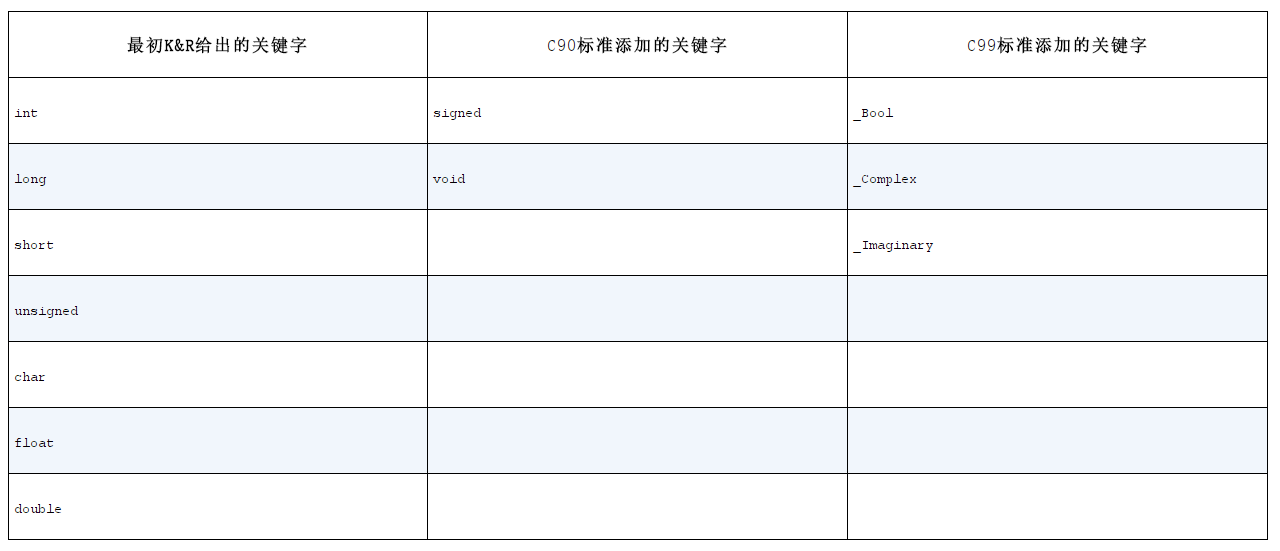 最初K&R给出的关键字 C90标准添加的关键字 C99标准添加的关键字
int signed _Bool
long void _Complex
short _Imaginary
unsigned
char
float
double